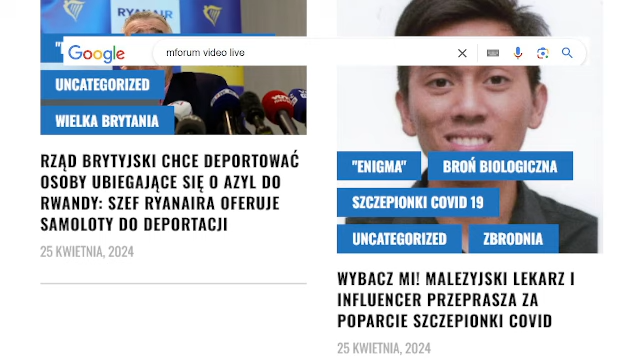 RYANAIR
Google
mforum video live
UNCATEGORIZED
WIELKA BRYTANIA
RZĄD BRYTYJSKI CHCE DEPORTOWAĆ
OSOBY UBIEGAJĄCE SIĘ O AZYL DO
RWANDY: SZEF RYANAIRA OFERUJE
SAMOLOTY DO DEPORTACJI
25 KWIETNIA, 2024
"ENIGMA"
BROŃ BIOLOGICZNA
SZCZEPIONKI COVID 19
UNCATEGORIZED
ZBRODNIA
WYBACZ MI! MALEZYJSKI LEKARZ I
INFLUENCER PRZEPRASZA ZA
POPARCIE SZCZEPIONKI COVID
25 KWIETNIA, 2024